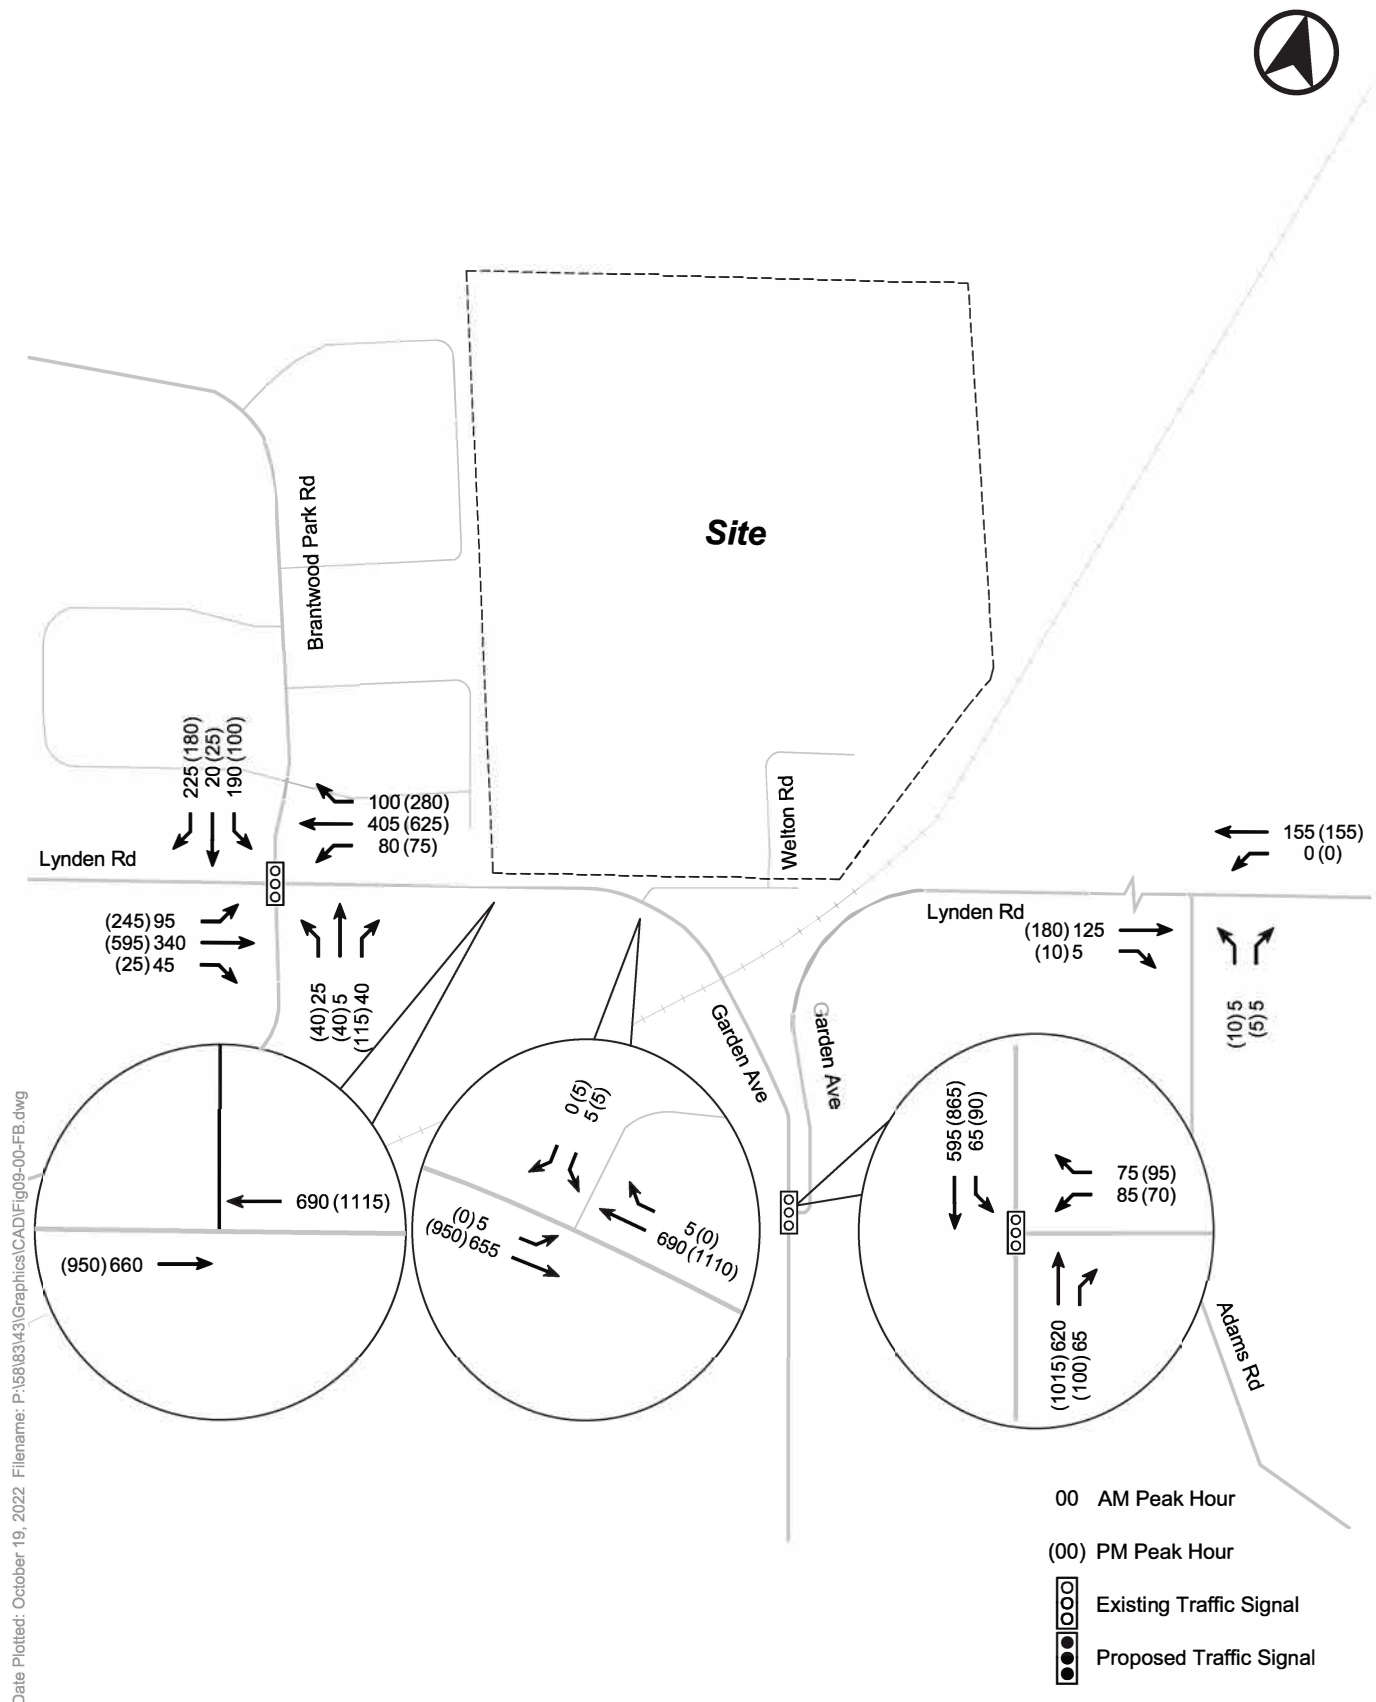 Site
Brantwood Park Rd
225 (180)
20 (25)
190 (100)
100 (280)
405 (625)
80 (75)
Lynden Rd
(245) 95
(595) 340
(25) 45
(40) 25
(40) 5
(115) 40
Welton Rd
155 (155)
0 (0)
Lynden Rd
(180) 125
(10) 5
(10) 5
(5) 5
Garden Ave
Garden Ave
690 (1115)
(950) 660
0 (5)
5 (5)
(0) 5
(950) 655
5 (0)
690 (1110)
595 (865)
65 (90)
75 (95)
85 (70)
(1015) 620
(100) 65
Adams Rd
00 AM Peak Hour
(00) PM Peak Hour
Existing Traffic Signal
Proposed Traffic Signal
Date Plotted: October 19, 2022 Filename: P:\58\83\43\Graphics\CAD\Fig09-00-FB.dwg